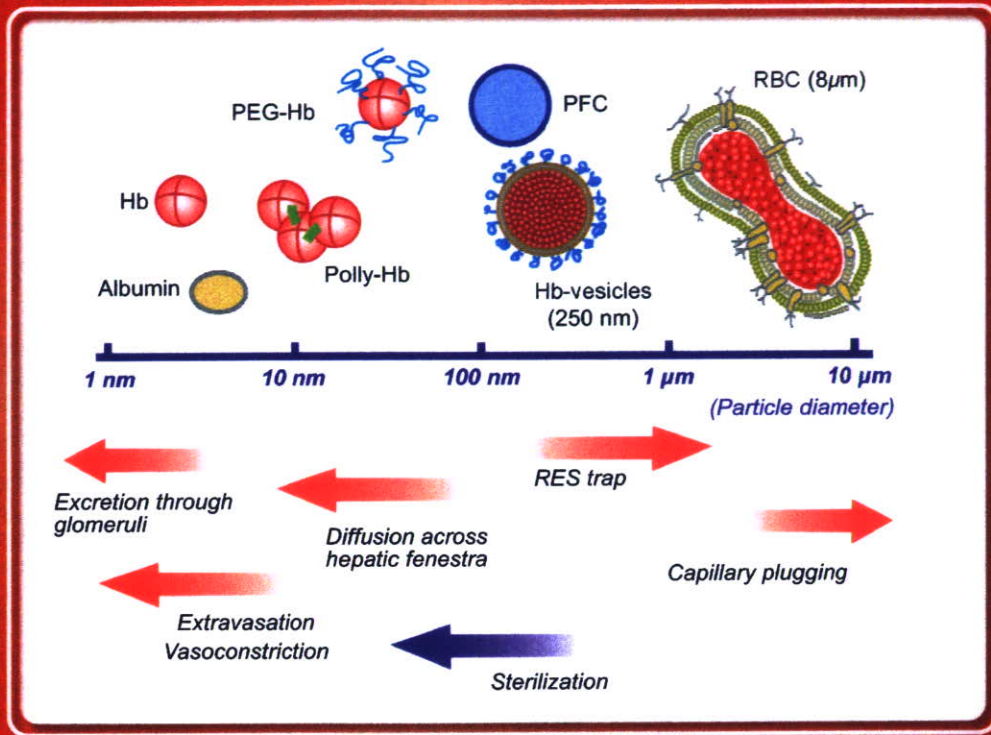 PEG-Hb
PFC
RBC (8µm)
Hb
Polly-Hb
Albumin
Hb-vesicles
(250 nm)
1 nm
10 nm
100 nm
1 µm
10 µm
(Particle diameter)
Excretion through
glomeruli
Diffusion across
hepatic fenestra
RES trap
Capillary plugging
Extravasation
Vasoconstriction
Sterilization